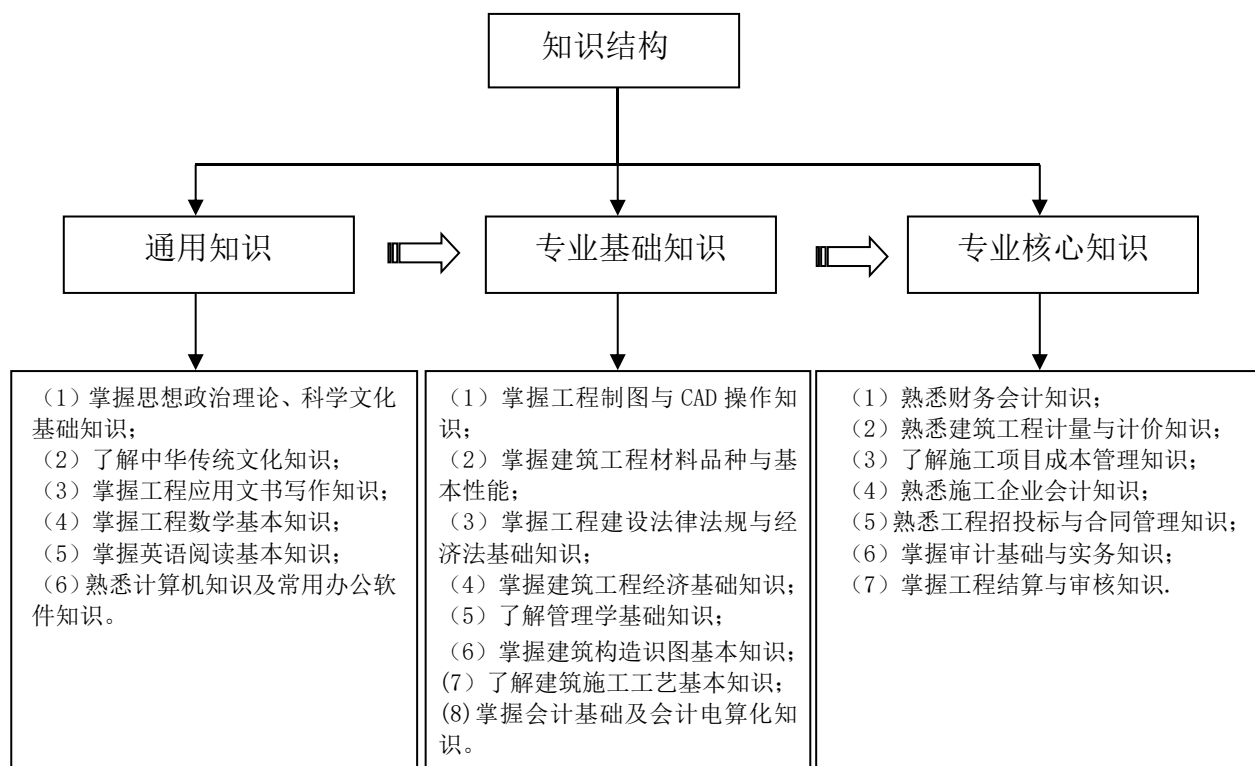 知识结构
通用知识
专业基础知识
专业核心知识
（1）掌握思想政治理论、科学文化
基础知识；
（2）了解中华传统文化知识；
（3）掌握工程应用文书写作知识；
（4）掌握工程数学基本知识；
（5）掌握英语阅读基本知识；
（6）熟悉计算机知识及常用办公软
件知识。
（1）掌握工程制图与 CAD 操作知
识；
（2）掌握建筑工程材料品种与基
本性能；
（3）掌握工程建设法律法规与经
济法基础知识；
（4）掌握建筑工程经济基础知识；
（5）了解管理学基础知识；
（6）掌握建筑构造识图基本知识；
(7) 了解建筑施工工艺基本知识；
(8)掌握会计基础及会计电算化知
识。
（1）熟悉财务会计知识；
（2）熟悉建筑工程计量与计价知识；
（3）了解施工项目成本管理知识；
（4）熟悉施工企业会计知识；
（5）熟悉工程招投标与合同管理知识；
（6）掌握审计基础与实务知识；
（7）掌握工程结算与审核知识.